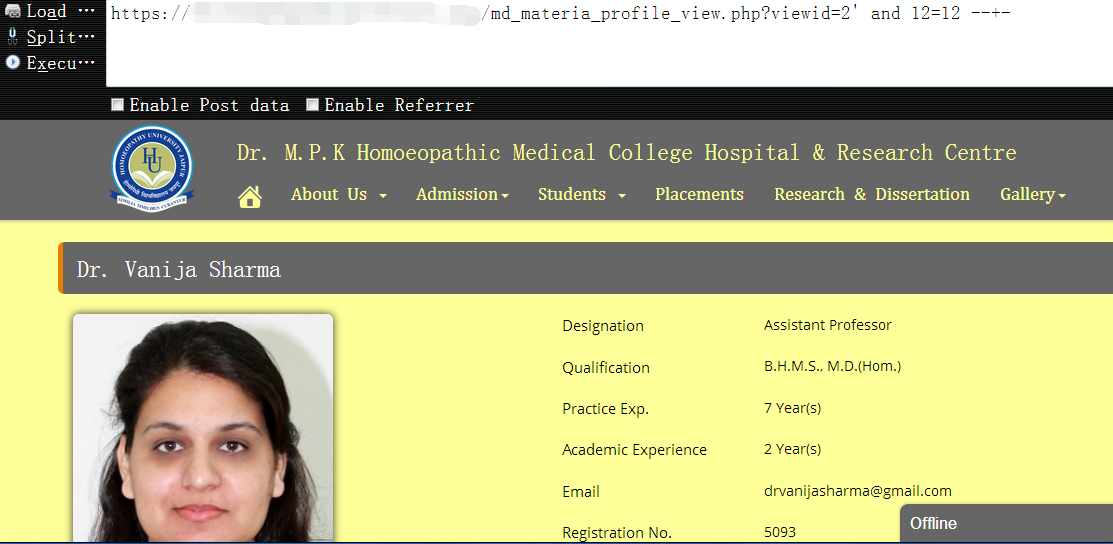 Load ...
https:// /md_materia_profile_view.php?viewid=2' and 12=12 --+-
Split...
Execu...
Enable Post data Enable Referrer
HOMOEOPATHY UNIVERSITY JAIPUR
HU
SIMILIA SIMILIBUS CURANTUR
Dr. M.P.K Homoeopathic Medical College Hospital & Research Centre
About Us Admission Students Placements Research & Dissertation Gallery
Dr. Vanija Sharma
Designation Assistant Professor
Qualification B.H.M.S., M.D.(Hom.)
Practice Exp. 7 Year(s)
Academic Experience 2 Year(s)
Email drvanijasharma@gmail.com
Registration No. 5093
Offline